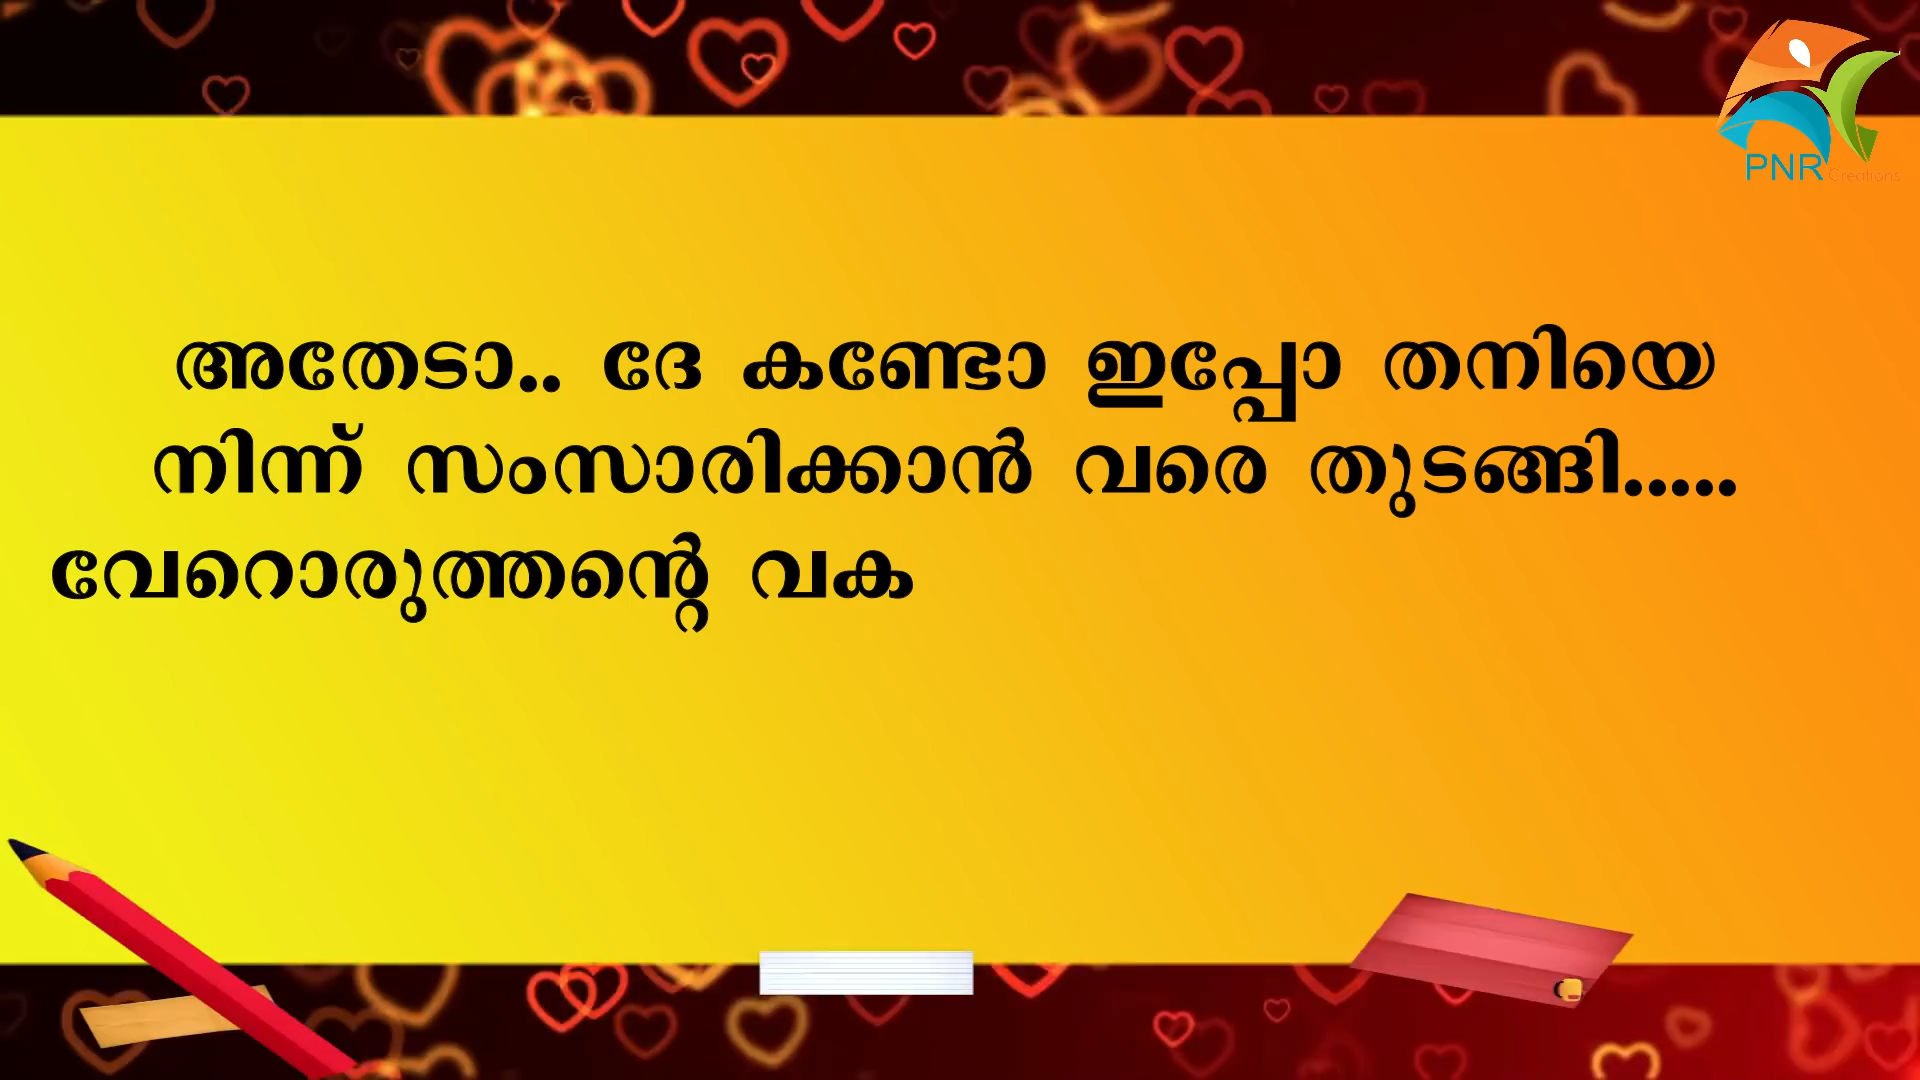 PNR Creations
അതേടാ.. ദേ കണ്ടോ ഇപ്പോ തനിയെ
നിന്ന് സംസാരിക്കാൻ വരെ തുടങ്ങി.....
വേറൊരുത്തന്റെ വക